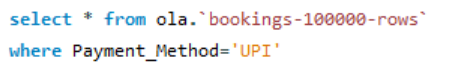 select * from ola.`bookings-100000-rows`
where Payment_Method='UPI'